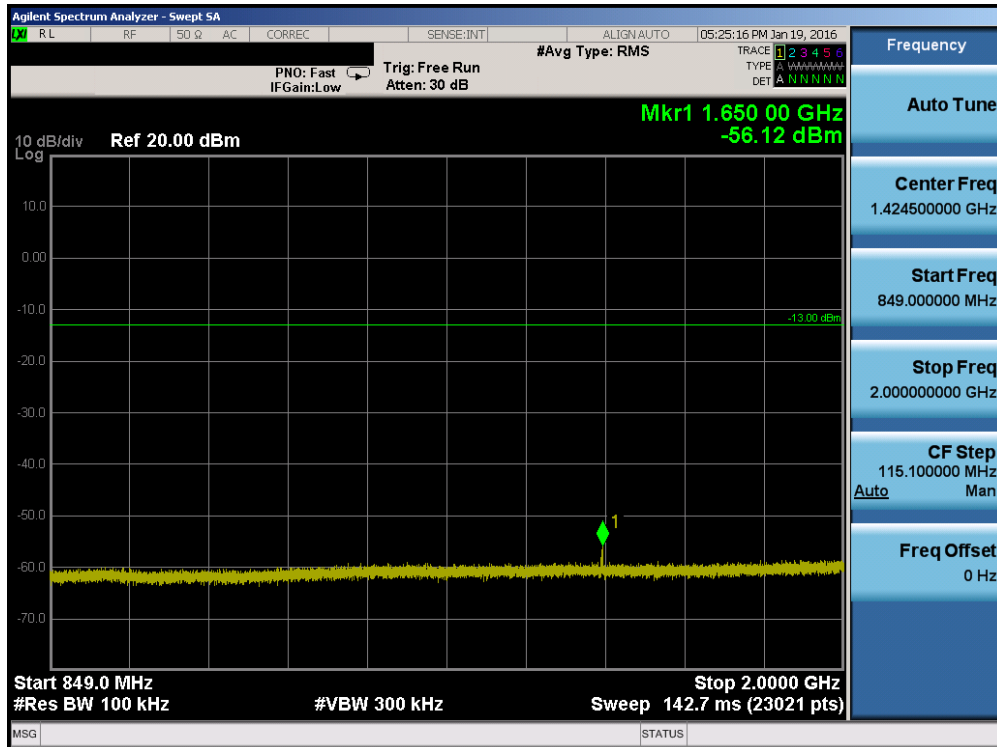 Agilent Spectrum Analyzer - Swept SA
LXI RL RF 50 Ω AC CORREC SENSE:INT ALIGN AUTO 05:25:16 PM Jan 19, 2016
#Avg Type: RMS TRACE 1 2 3 4 5 6
PNO: Fast Trig: Free Run TYPE A WWWWW
IFGain:Low Atten: 30 dB DET A N N N N N
Mkr1 1.650 00 GHz
-56.12 dBm
10 dB/div Ref 20.00 dBm
Log
10.0
0.00
-10.0
-13.00 dBm
-20.0
-30.0
-40.0
-50.0
1
-60.0
-70.0
Start 849.0 MHz Stop 2.0000 GHz
#Res BW 100 kHz #VBW 300 kHz Sweep 142.7 ms (23021 pts)
MSG STATUS
Frequency
Auto Tune
Center Freq
1.424500000 GHz
Start Freq
849.000000 MHz
Stop Freq
2.000000000 GHz
CF Step
115.100000 MHz
Auto Man
Freq Offset
0 Hz